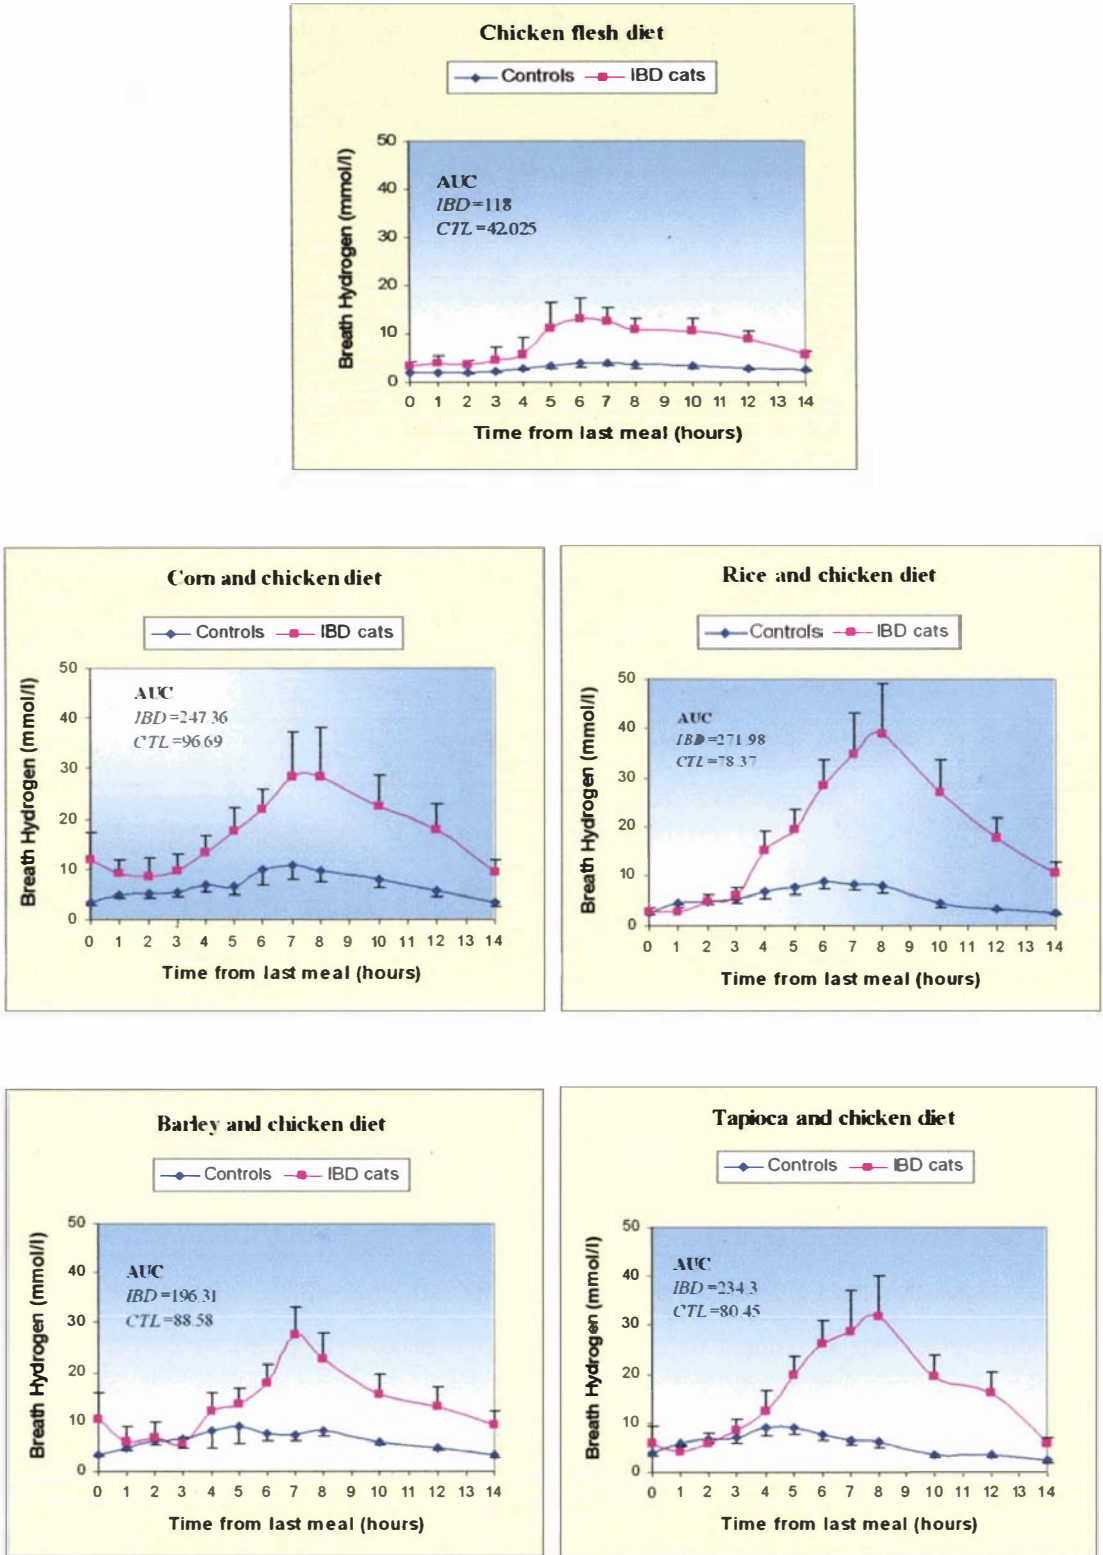 Chicken flesh diet
Controls IBD cats
50
40
30
20
10
0
AUC
IBD=118
CTL=42.025
Breath Hydrogen (mmol/l)
0 1 2 3 4 5 6 7 8 9 10 11 12 13 14
Time from last meal (hours)
Corn and chicken diet
Controls IBD cats
50
40
30
20
10
0
AUC
IBD=247.36
CTL=96.69
Breath Hydrogen (mmol/l)
0 1 2 3 4 5 6 7 8 9 10 11 12 13 14
Time from last meal (hours)
Rice and chicken diet
Controls IBD cats
50
40
30
20
10
0
AUC
IBD=271.98
CTL=78.37
Breath Hydrogen (mmol/l)
0 1 2 3 4 5 6 7 8 9 10 11 12 13 14
Time from last meal (hours)
Barley and chicken diet
Controls IBD cats
50
40
30
20
10
0
AUC
IBD=196.31
CTL=88.58
Breath Hydrogen (mmol/l)
0 1 2 3 4 5 6 7 8 9 10 11 12 13 14
Time from last meal (hours)
Tapioca and chicken diet
Controls IBD cats
50
40
30
20
10
0
AUC
IBD=234.3
CTL=80.45
Breath Hydrogen (mmol/l)
0 1 2 3 4 5 6 7 8 9 10 11 12 13 14
Time from last meal (hours)